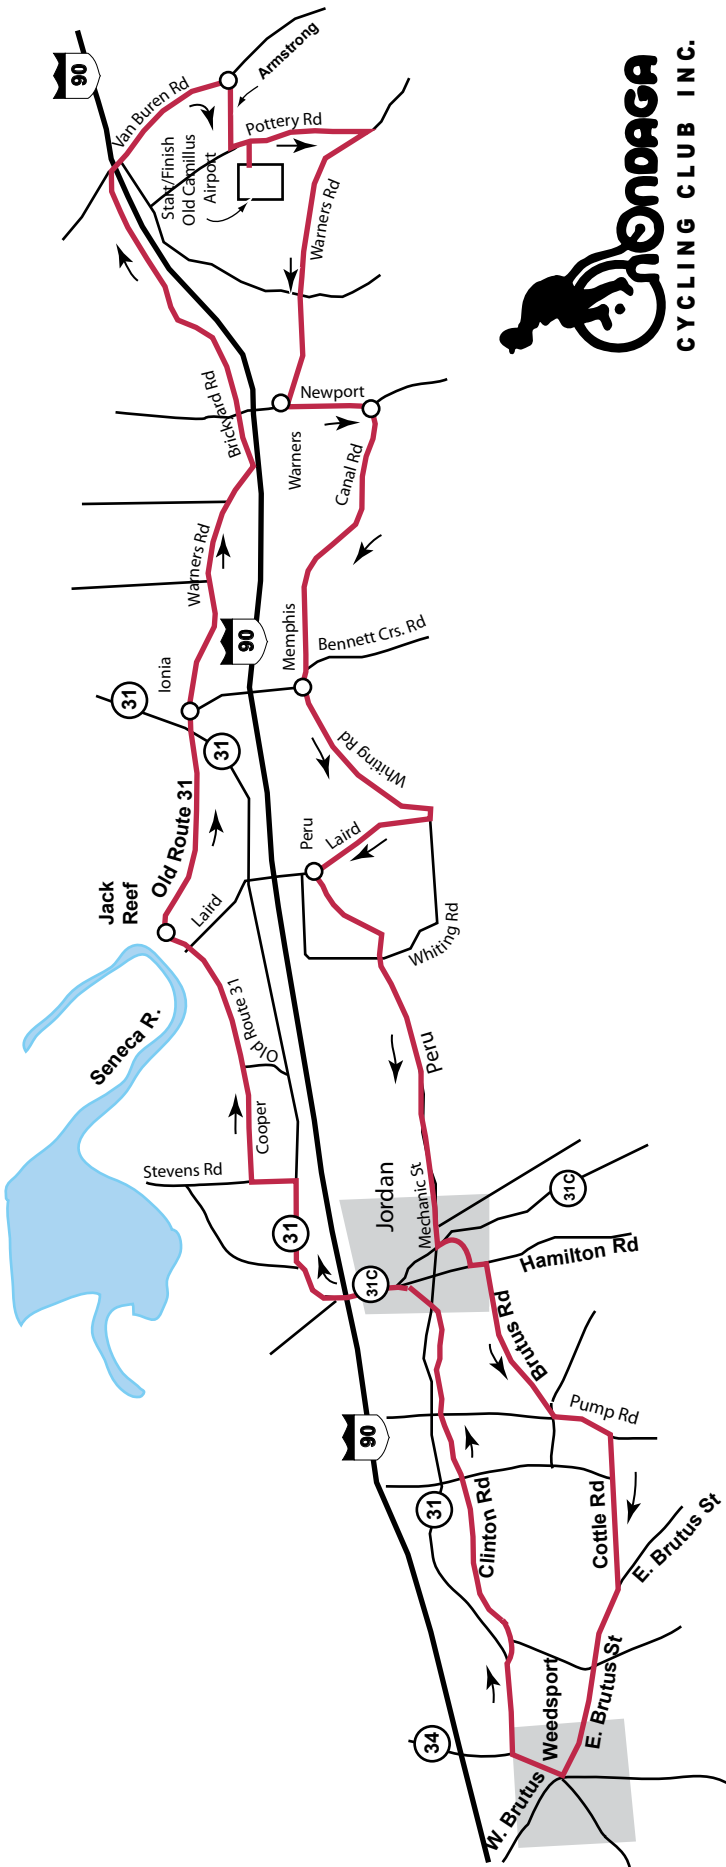 90
Van Buren Rd
Armstrong
Pottery Rd
Start/Finish
Old Camillus
Airport
Warners Rd
Newport
Warners
Canal Rd
Brickyard Rd
Warners Rd
90
Memphis
Bennett Crs. Rd
Ionia
31
31
Whiting Rd
Old Route 31
Peru
Laird
Jack
Reef
Laird
Whiting Rd
Seneca R.
Old Route 31
Peru
Cooper
Stevens Rd
Jordan
Mechanic St
31C
31
31C
Hamilton Rd
Brutus Rd
Pump Rd
90
31
Clinton Rd
Cottle Rd
E. Brutus St
E. Brutus St
Weedsport
34
W. Brutus
ONONDAGA
CYCLING CLUB INC.